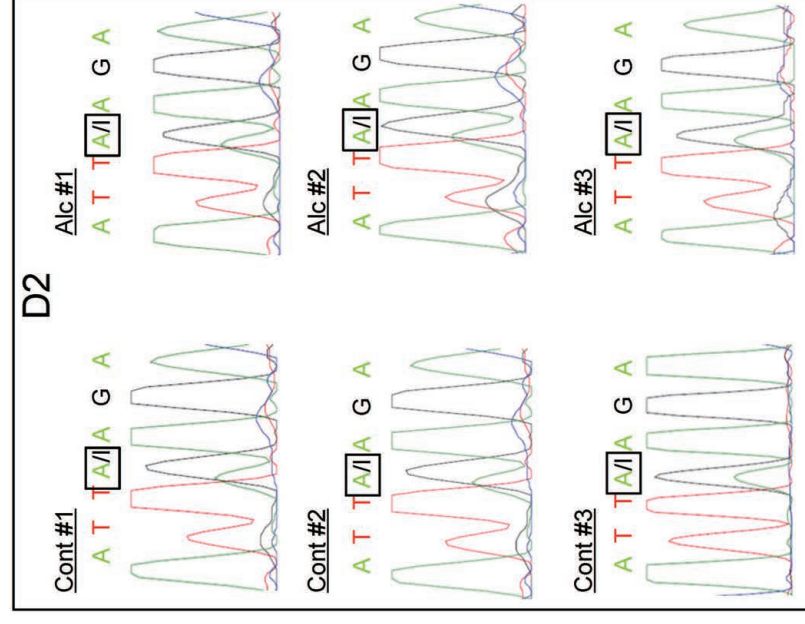 D2
Cont #1
A T T A/I A G A
Alc #1
A T T A/I A G A
Cont #2
A T T A/I A G A
Alc #2
A T T A/I A G A
Cont #3
A T T A/I A G A
Alc #3
A T T A/I A G A